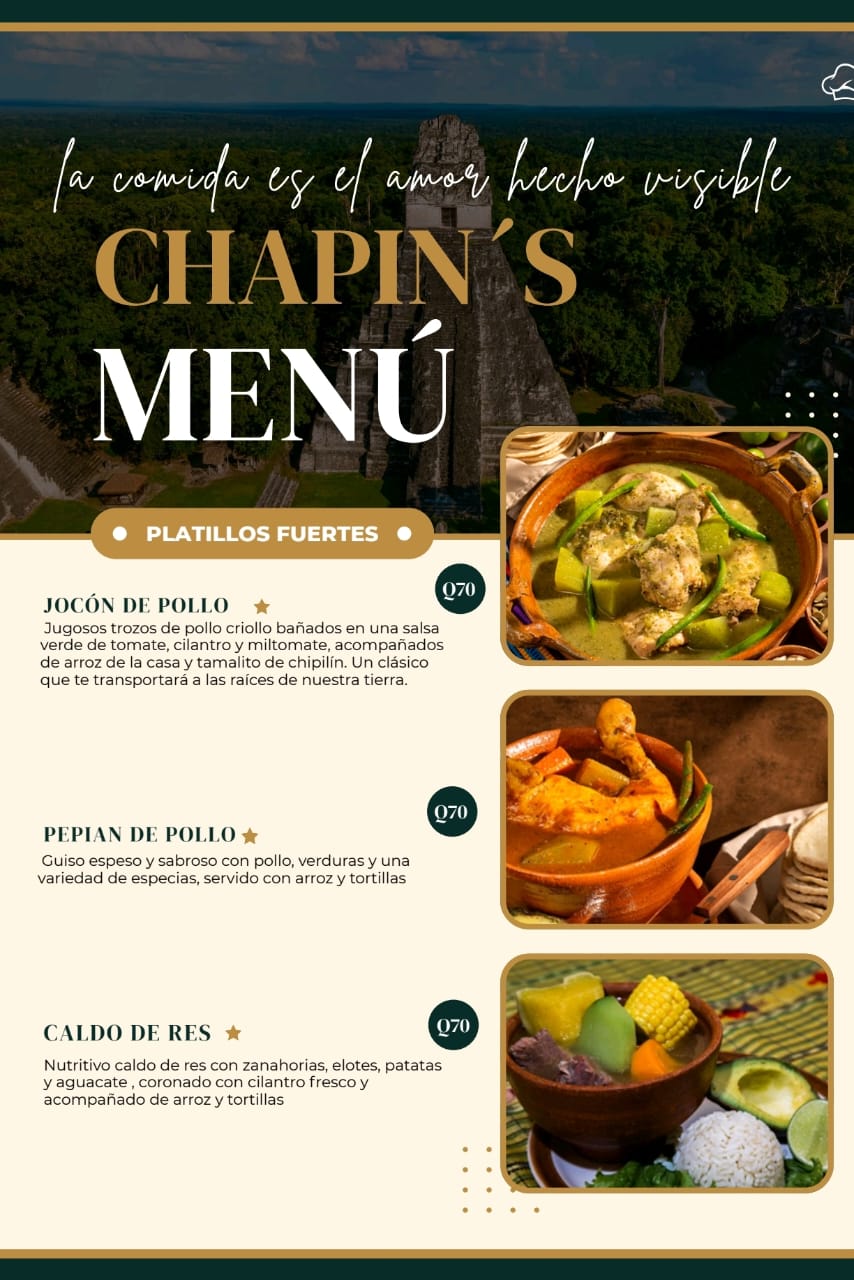 la comida es el amor hecho visible
CHAPIN´S
MENÚ
PLATILLOS FUERTES
JOCÓN DE POLLO
Q70
Jugosos trozos de pollo criollo bañados en una salsa
verde de tomate, cilantro y miltomate, acompañados
de arroz de la casa y tamalito de chipilín. Un clásico
que te transportará a las raíces de nuestra tierra.
PEPIAN DE POLLO
Q70
Guiso espeso y sabroso con pollo, verduras y una
variedad de especias, servido con arroz y tortillas
CALDO DE RES
Q70
Nutritivo caldo de res con zanahorias, elotes, patatas
y aguacate , coronado con cilantro fresco y
acompañado de arroz y tortillas